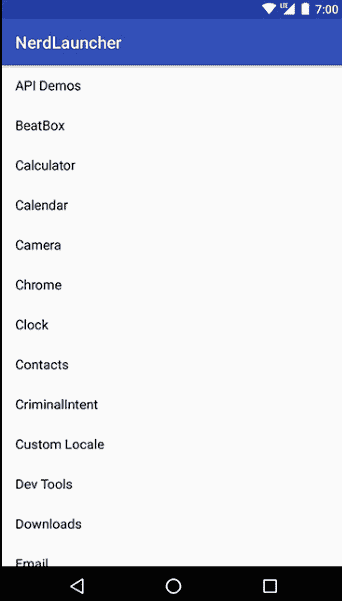 LTE 7:00
NerdLauncher
API Demos
BeatBox
Calculator
Calendar
Camera
Chrome
Clock
Contacts
CriminalIntent
Custom Locale
Dev Tools
Downloads
Email